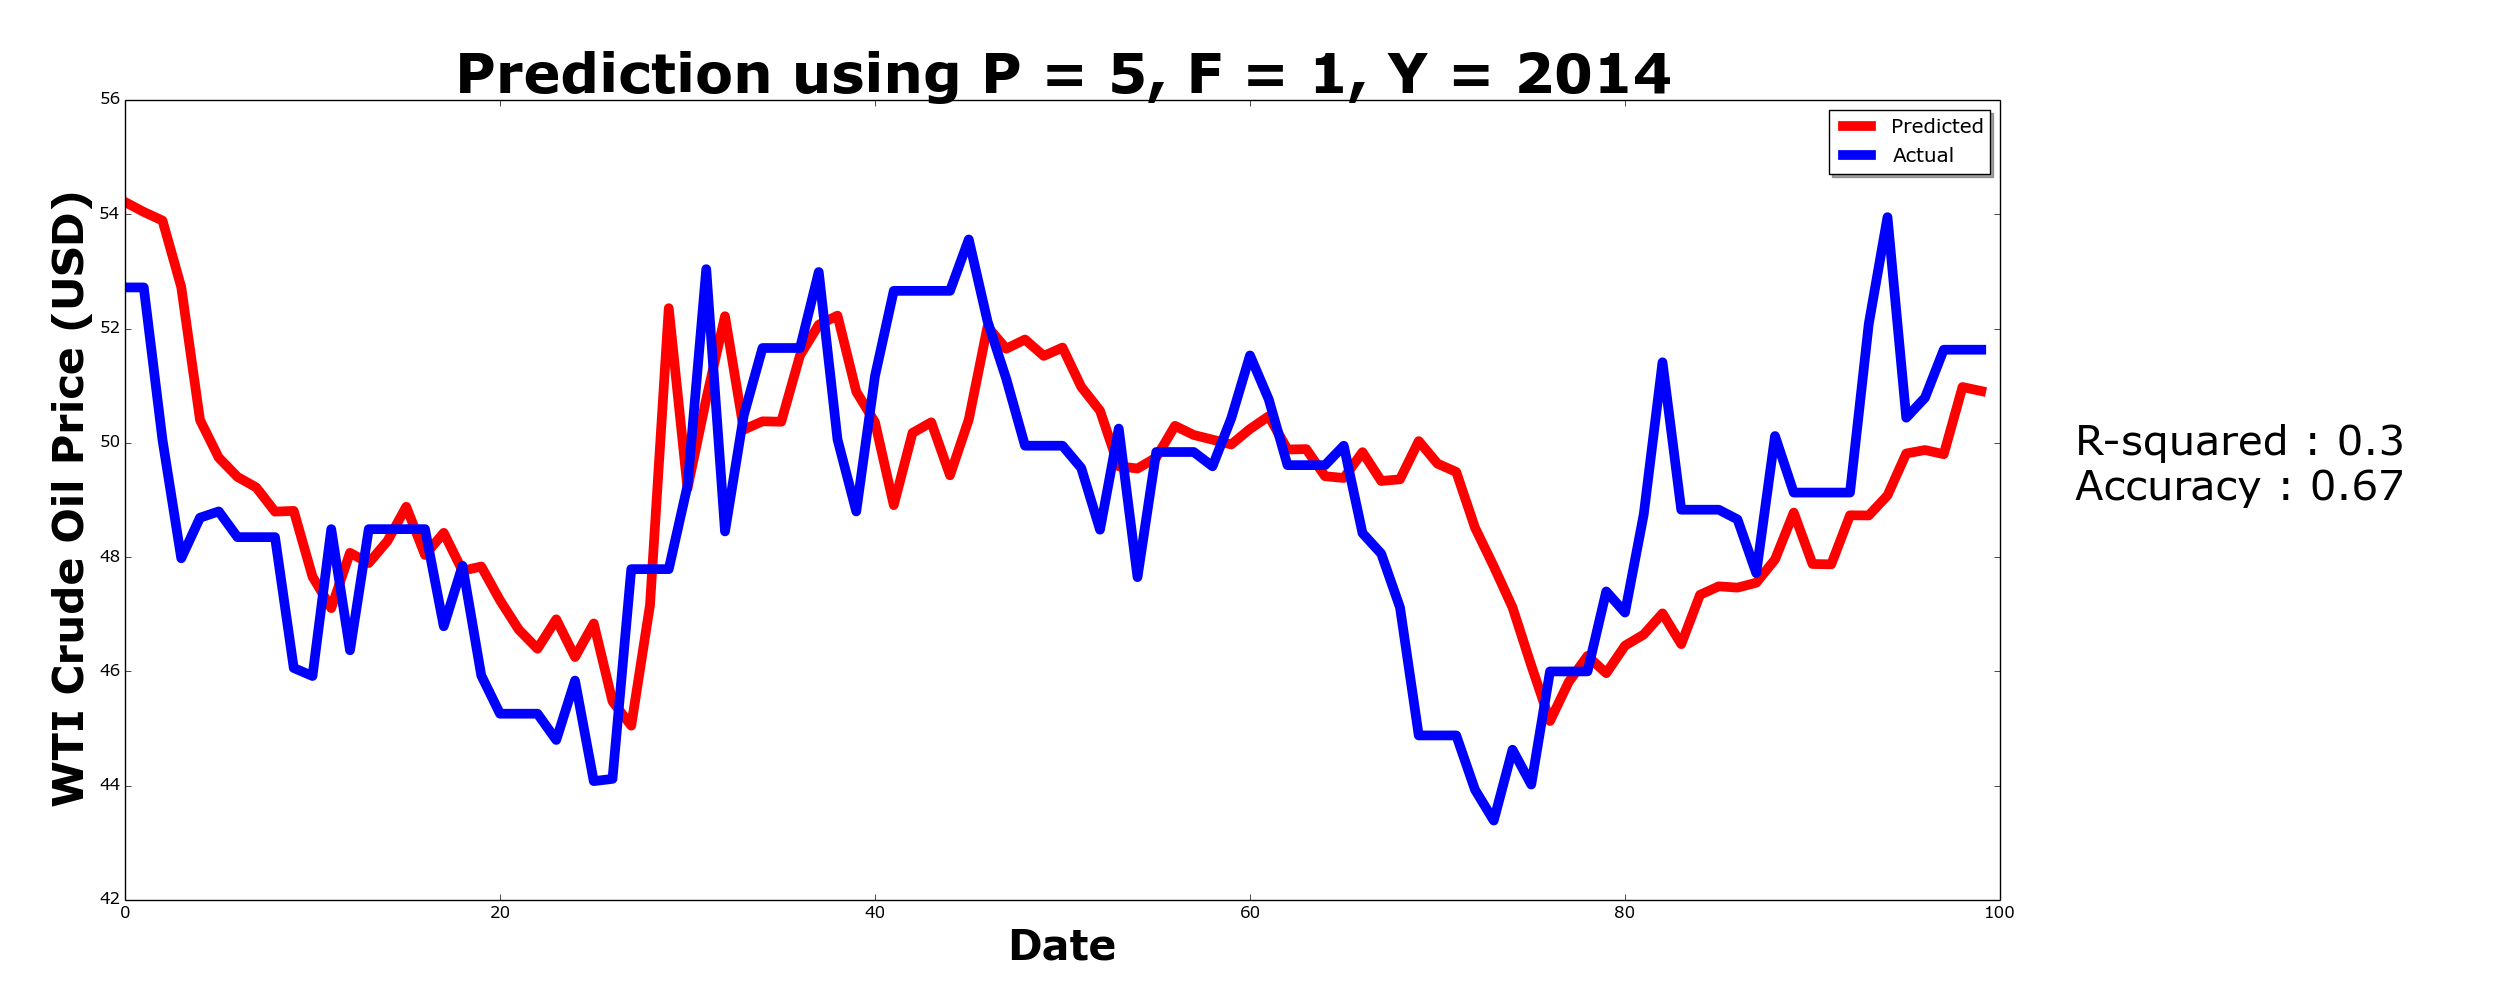 Prediction using P = 5, F = 1, Y = 2014
WTI Crude Oil Price (USD)
56
54
52
50
48
46
44
42
0 20 40 60 80 100
Date
Predicted
Actual
R-squared : 0.3
Accuracy : 0.67